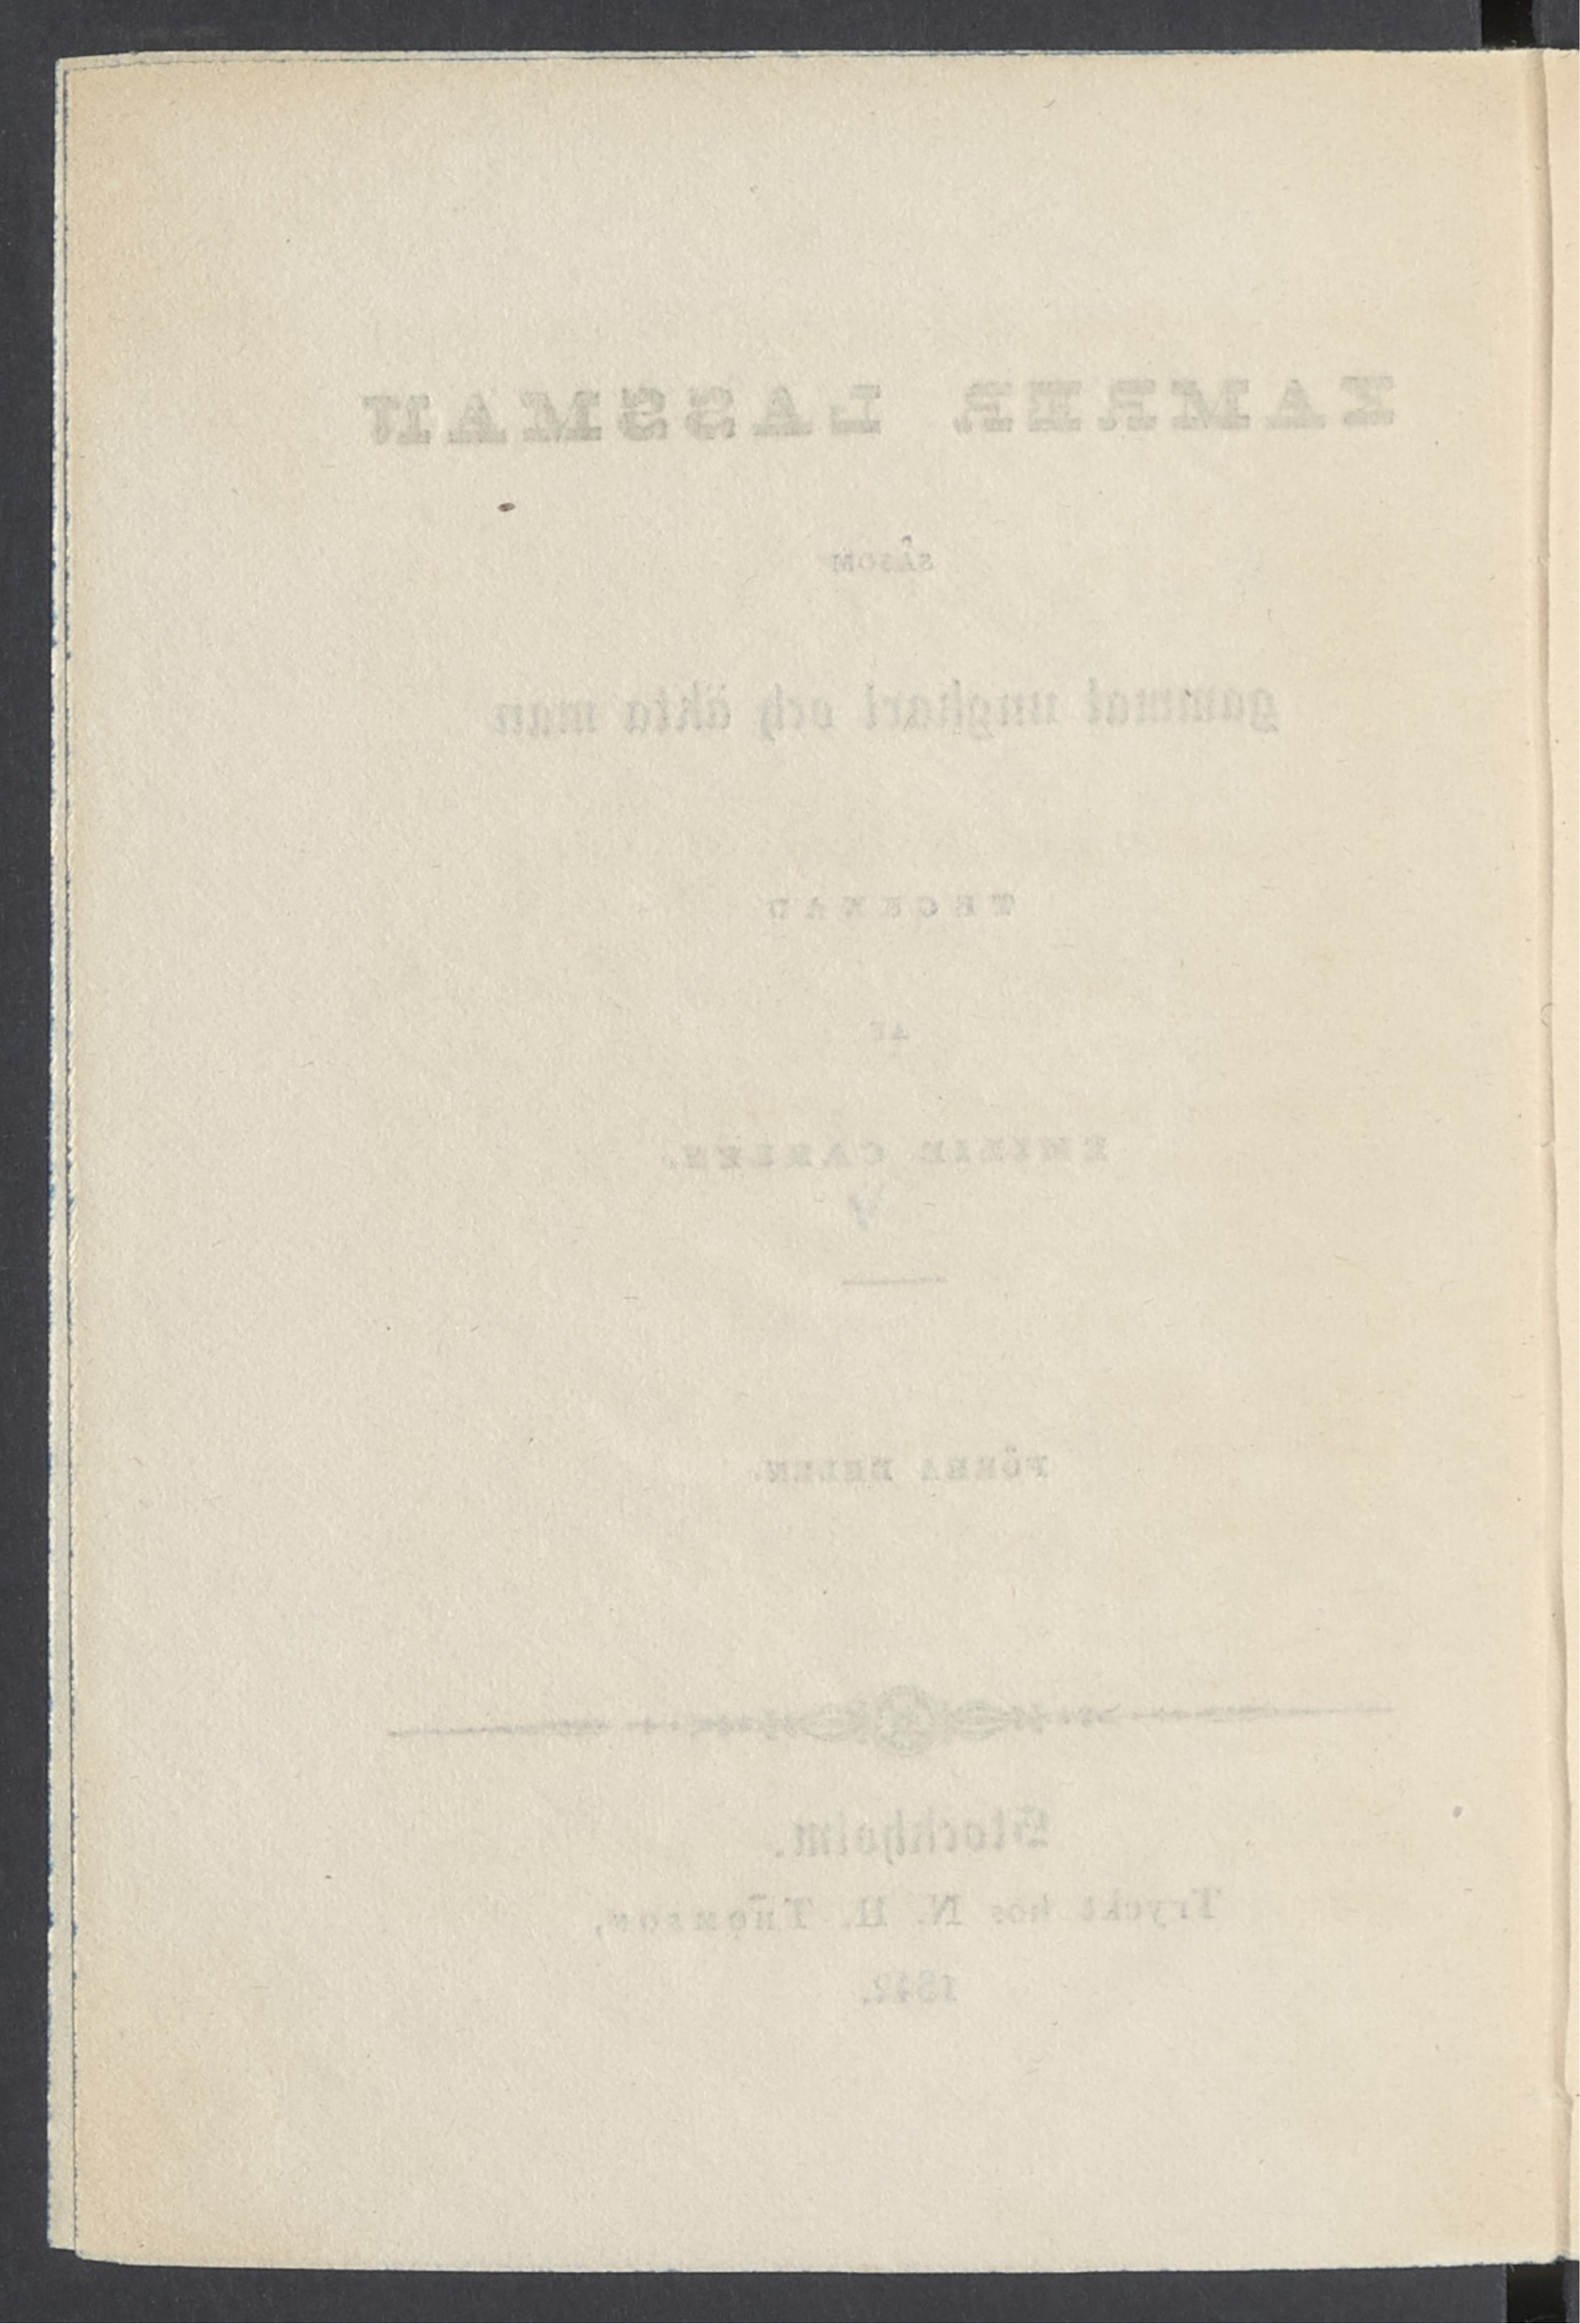 KAMRER LASSMAN
SÅSOM
gammal ungkarl och äkta man
TECKNAD
AF
EMILIE CARLÉN.
FÖRRA DELEN.
Stockholm.
Tryckt hos N. H. THOMSON,
1842.